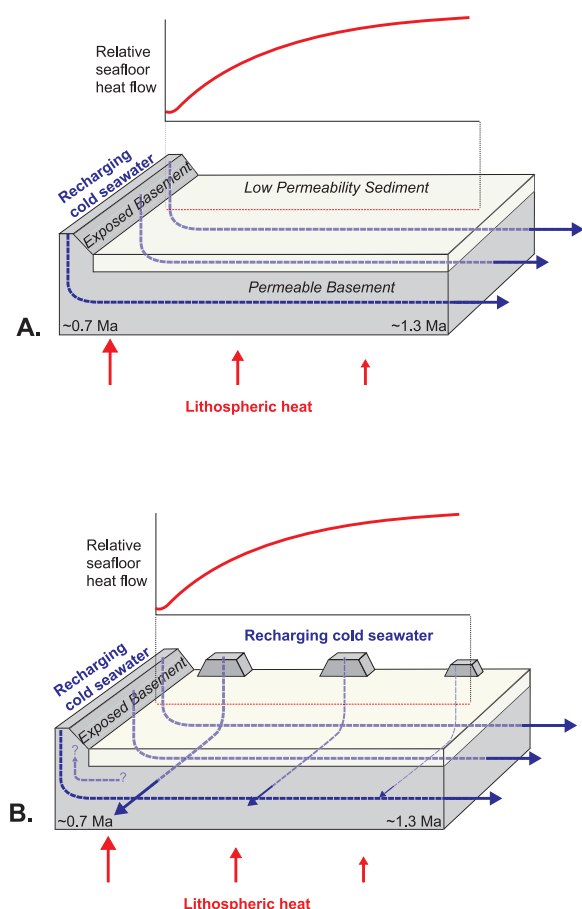 Relative
seafloor
heat flow
Recharging
cold seawater
Exposed Basement
Low Permeability Sediment
Permeable Basement
A.
~0.7 Ma
~1.3 Ma
Lithospheric heat
Relative
seafloor
heat flow
Recharging cold seawater
Recharging
cold seawater
Exposed Basement
?
?
B.
~0.7 Ma
~1.3 Ma
Lithospheric heat